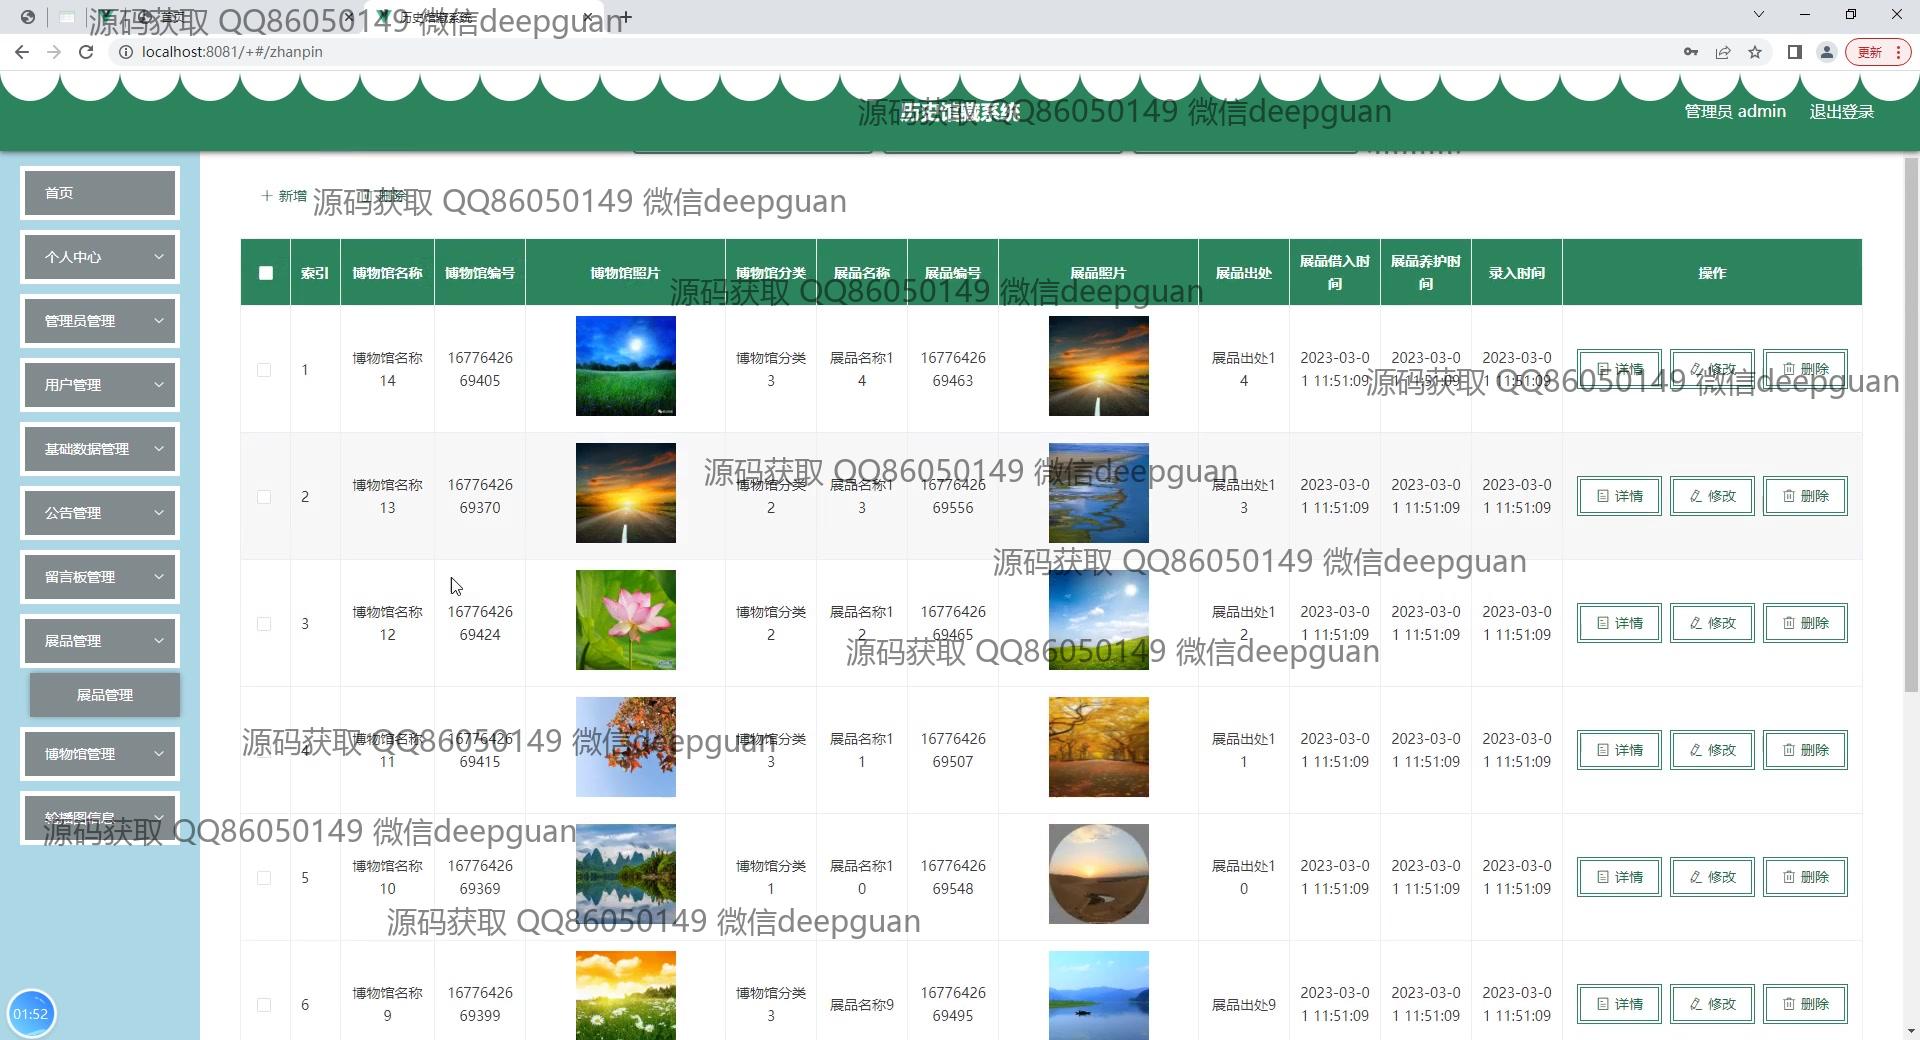 首页
历史馆藏系统
源码获取 QQ86050149 微信deepguan
localhost:8081/+#/zhanpin
更新
历史馆藏系统
源码获取 QQ86050149 微信deepguan
管理员 admin
退出登录
首页
个人中心
管理员管理
用户管理
基础数据管理
公告管理
留言板管理
展品管理
展品管理
博物馆管理
轮播图信息
新增
删除
源码获取 QQ86050149 微信deepguan
索引 博物馆名称 博物馆编号 博物馆照片 博物馆分类 展品名称 展品编号 展品照片 展品出处 展品借入时间 展品养护时间 录入时间 操作
源码获取 QQ86050149 微信deepguan
1 博物馆名称14 1677642669405 博物馆分类3 展品名称14 1677642669463 展品出处14 2023-03-01 11:51:09 2023-03-01 11:51:09 2023-03-01 11:51:09 详情 修改 删除
源码获取 QQ86050149 微信deepguan
2 博物馆名称13 1677642669370 博物馆分类2 展品名称13 1677642669556 展品出处13 2023-03-01 11:51:09 2023-03-01 11:51:09 2023-03-01 11:51:09 详情 修改 删除
源码获取 QQ86050149 微信deepguan
源码获取 QQ86050149 微信deepguan
3 博物馆名称12 1677642669424 博物馆分类2 展品名称12 1677642669465 展品出处12 2023-03-01 11:51:09 2023-03-01 11:51:09 2023-03-01 11:51:09 详情 修改 删除
源码获取 QQ86050149 微信deepguan
4 博物馆名称11 1677642669415 博物馆分类3 展品名称11 1677642669507 展品出处11 2023-03-01 11:51:09 2023-03-01 11:51:09 2023-03-01 11:51:09 详情 修改 删除
源码获取 QQ86050149 微信deepguan
源码获取 QQ86050149 微信deepguan
5 博物馆名称10 1677642669369 博物馆分类1 展品名称10 1677642669548 展品出处10 2023-03-01 11:51:09 2023-03-01 11:51:09 2023-03-01 11:51:09 详情 修改 删除
源码获取 QQ86050149 微信deepguan
6 博物馆名称9 1677642669399 博物馆分类3 展品名称9 1677642669495 展品出处9 2023-03-01 11:51:09 2023-03-01 11:51:09 2023-03-01 11:51:09 详情 修改 删除
01:52